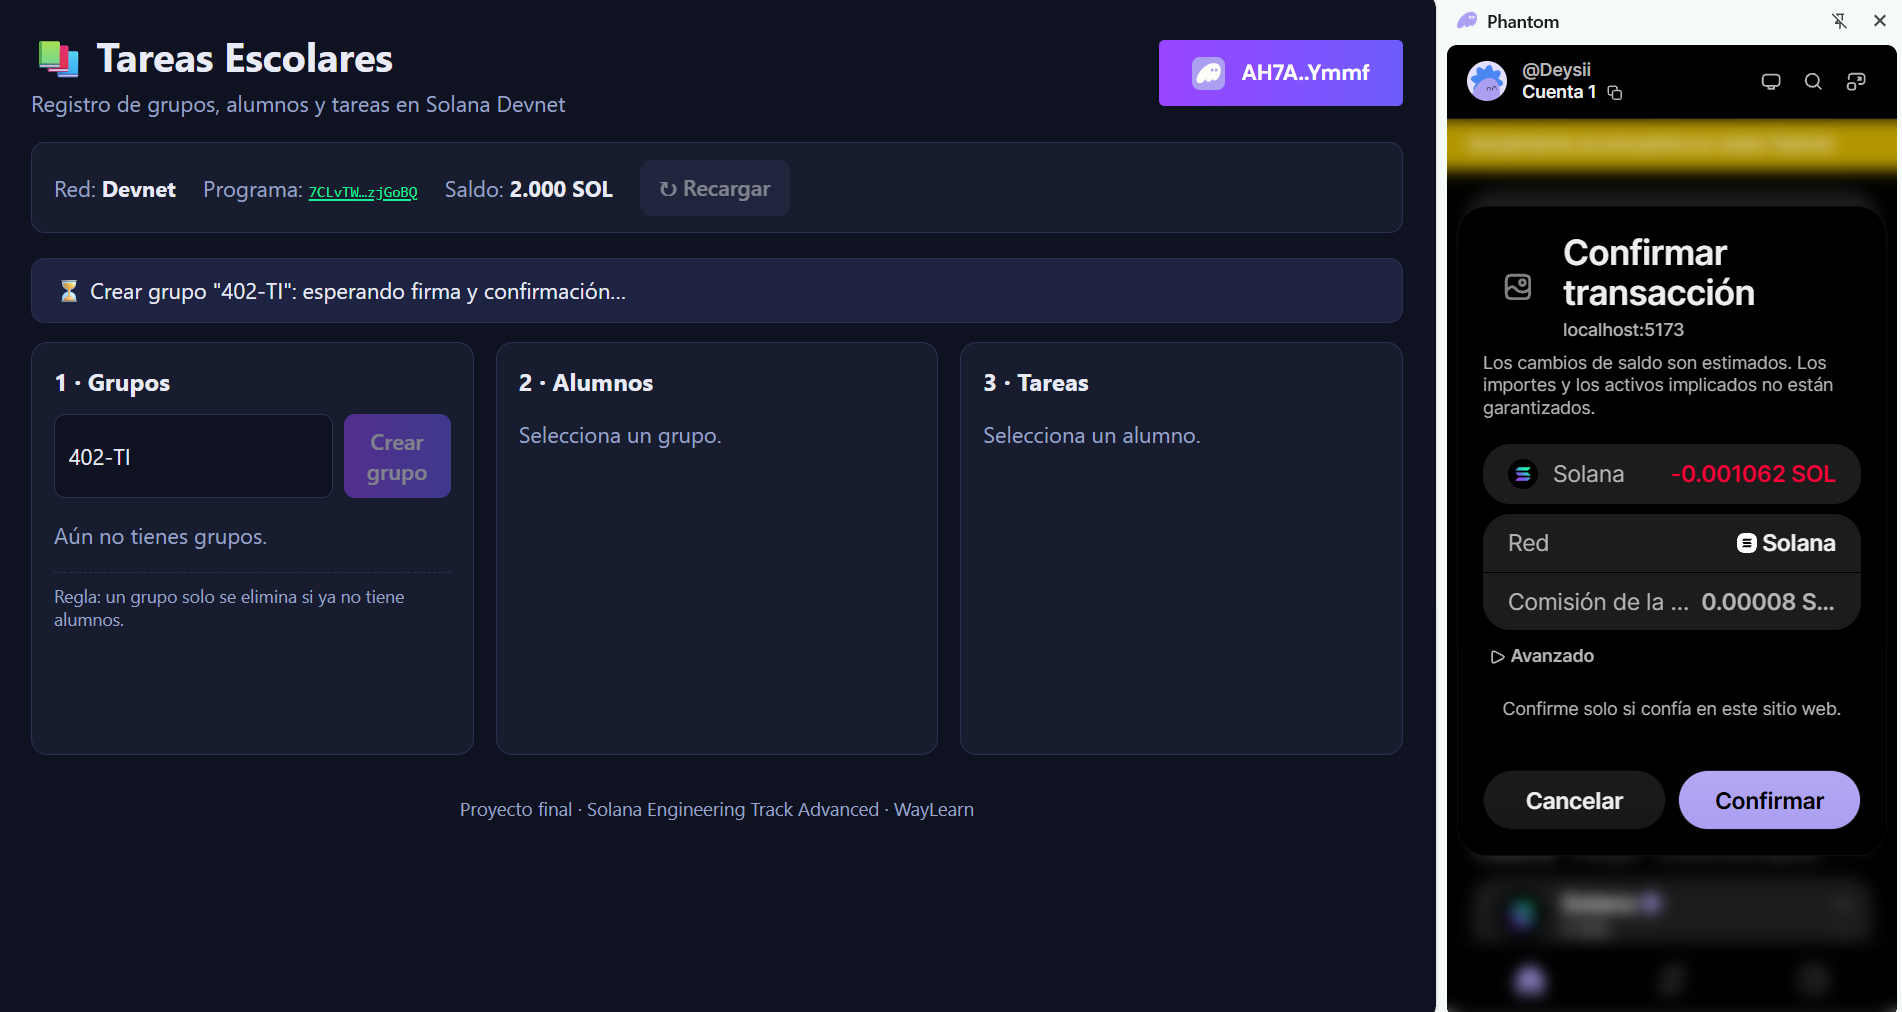 Tareas Escolares
Registro de grupos, alumnos y tareas en Solana Devnet
AH7A..Ymmf
Red: Devnet Programa: 7CLvTW…zjGoBQ Saldo: 2.000 SOL ↻ Recargar
Crear grupo "402-TI": esperando firma y confirmación…
1 · Grupos
402-TI
Crear
grupo
Aún no tienes grupos.
Regla: un grupo solo se elimina si ya no tiene
alumnos.
2 · Alumnos
Selecciona un grupo.
3 · Tareas
Selecciona un alumno.
Proyecto final · Solana Engineering Track Advanced · WayLearn
Phantom
@Deysii
Cuenta 1
Confirmar
transacción
localhost:5173
Los cambios de saldo son estimados. Los
importes y los activos implicados no están
garantizados.
Solana -0.001062 SOL
Red Solana
Comisión de la ... 0.00008 S...
Avanzado
Confirme solo si confía en este sitio web.
Cancelar Confirmar